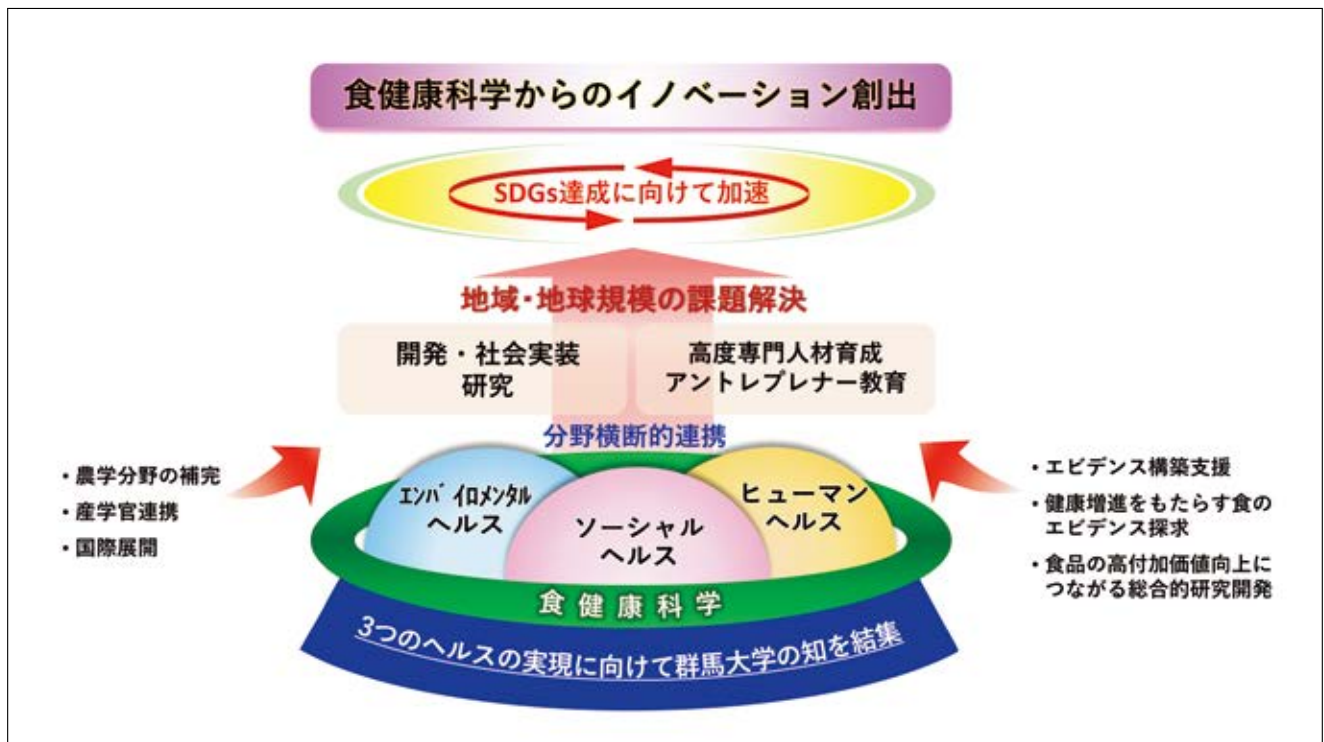 食健康科学からのイノベーション創出
SDGs達成に向けて加速
地域・地球規模の課題解決
開発・社会実装
研究
高度専門人材育成
アントレプレナー教育
分野横断的連携
・農学分野の補完
・産学官連携
・国際展開
エンバイロメンタル
ヘルス
ソーシャル
ヘルス
ヒューマン
ヘルス
・エビデンス構築支援
・健康増進をもたらす食の
エビデンス探求
・食品の高付加価値向上に
つながる総合的研究開発
食健康科学
3つのヘルスの実現に向けて群馬大学の知を結集